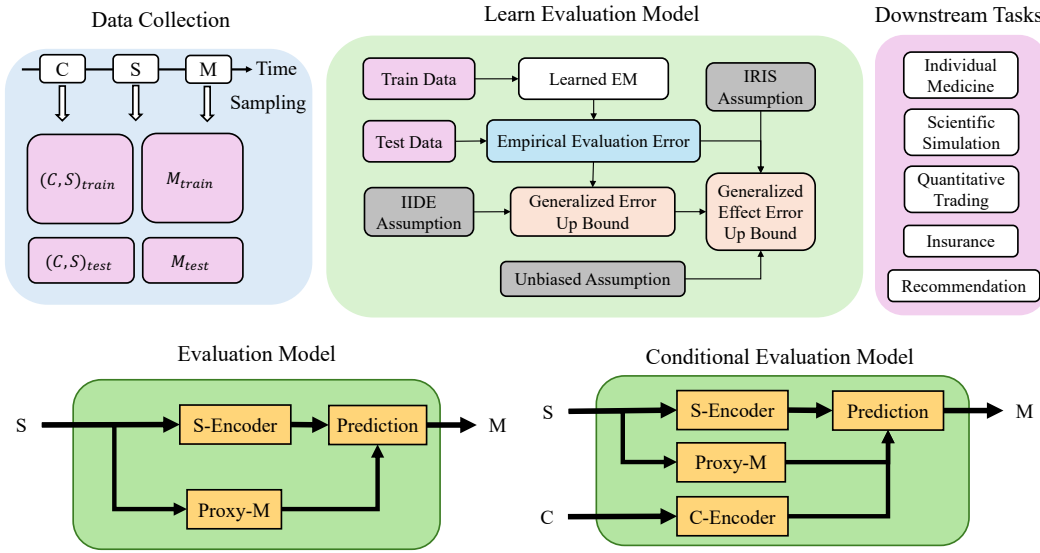 Data Collection
C
S
M
Time
Sampling
(C, S)train
Mtrain
(C, S)test
Mtest
Learn Evaluation Model
Train Data
Learned EM
IRIS
Assumption
Test Data
Empirical Evaluation Error
IIDE
Assumption
Generalized Error
Up Bound
Generalized
Effect Error
Up Bound
Unbiased Assumption
Downstream Tasks
Individual
Medicine
Scientific
Simulation
Quantitative
Trading
Insurance
Recommendation
Evaluation Model
S
S-Encoder
Prediction
M
Proxy-M
Conditional Evaluation Model
S
S-Encoder
Prediction
M
Proxy-M
C
C-Encoder